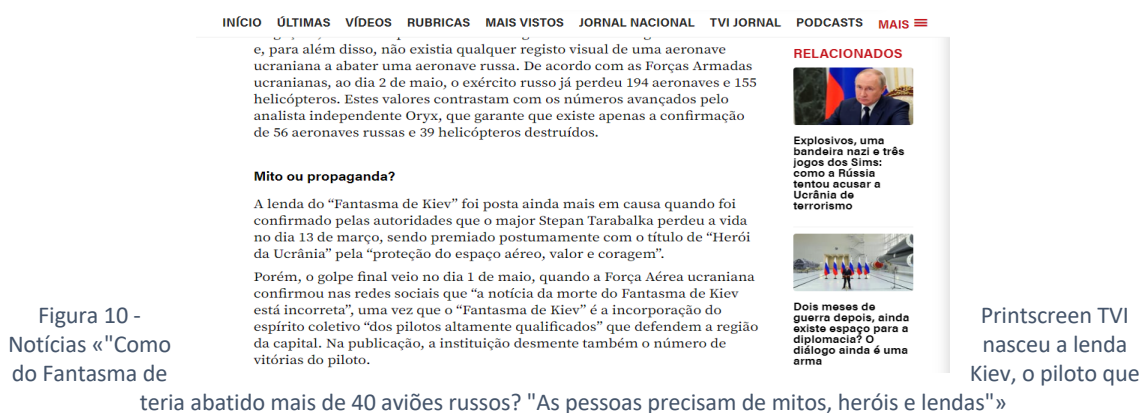 INÍCIO ÚLTIMAS VÍDEOS RUBRICAS MAIS VISTOS JORNAL NACIONAL TVI JORNAL PODCASTS MAIS
e, para além disso, não existia qualquer registo visual de uma aeronave
ucraniana a abater uma aeronave russa. De acordo com as Forças Armadas
ucranianas, ao dia 2 de maio, o exército russo já perdeu 194 aeronaves e 155
helicópteros. Estes valores contrastam com os números avançados pelo
analista independente Oryx, que garante que existe apenas a confirmação
de 56 aeronaves russas e 39 helicópteros destruídos.
Mito ou propaganda?
A lenda do “Fantasma de Kiev” foi posta ainda mais em causa quando foi
confirmado pelas autoridades que o major Stepan Tarabalka perdeu a vida
no dia 13 de março, sendo premiado postumamente com o título de “Herói
da Ucrânia” pela “proteção do espaço aéreo, valor e coragem”.
Porém, o golpe final veio no dia 1 de maio, quando a Força Aérea ucraniana
confirmou nas redes sociais que “a notícia da morte do Fantasma de Kiev
está incorreta”, uma vez que o “Fantasma de Kiev” é a incorporação do
espírito coletivo “dos pilotos altamente qualificados” que defendem a região
da capital. Na publicação, a instituição desmente também o número de
vitórias do piloto.
RELACIONADOS
Explosivos, uma
bandeira nazi e três
jogos dos Sims:
como a Rússia
tentou acusar a
Ucrânia de
terrorismo
Dois meses de
guerra depois, ainda
existe espaço para a
diplomacia? O
diálogo ainda é uma
arma
Figura 10 - Printscreen TVI
Notícias «"Como nasceu a lenda
do Fantasma de Kiev, o piloto que
teria abatido mais de 40 aviões russos? "As pessoas precisam de mitos, heróis e lendas"»